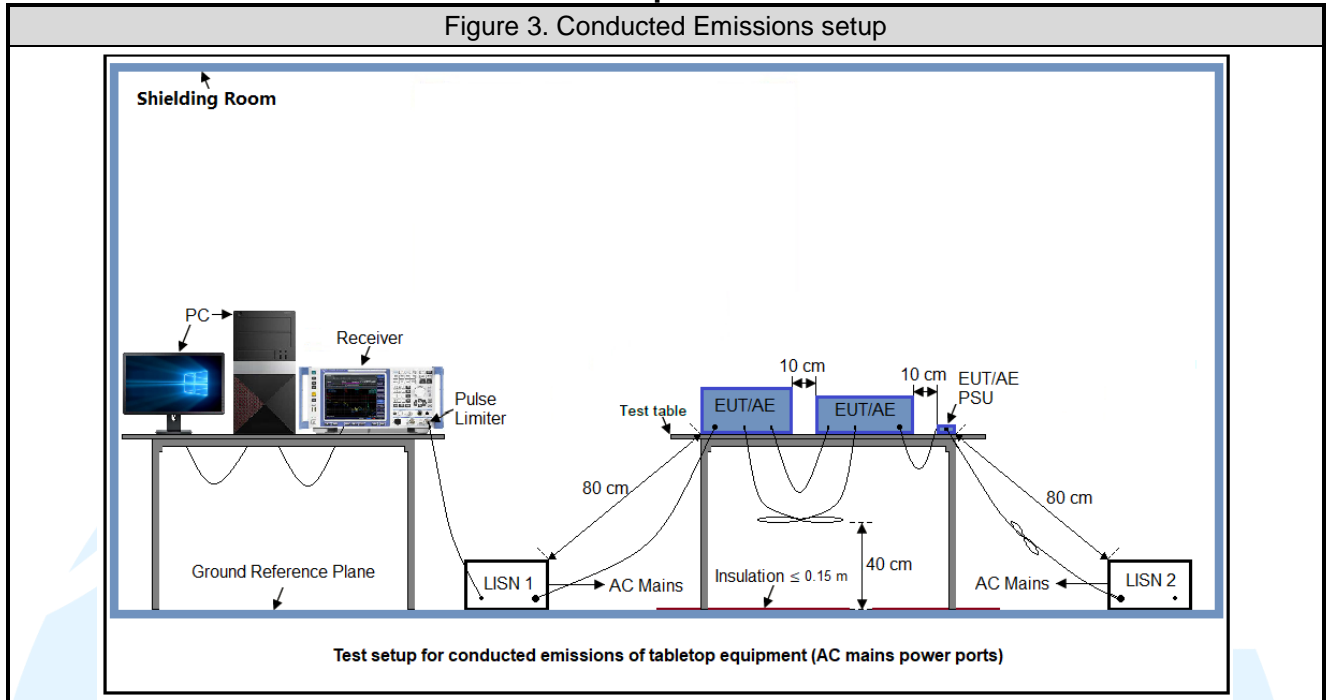 Figure 3. Conducted Emissions setup
Shielding Room
PC
Receiver
Pulse
Limiter
10 cm
10 cm
EUT/AE
PSU
Test table
EUT/AE
EUT/AE
80 cm
80 cm
Ground Reference Plane
LISN 1
AC Mains
Insulation ≤ 0.15 m
40 cm
AC Mains
LISN 2
Test setup for conducted emissions of tabletop equipment (AC mains power ports)